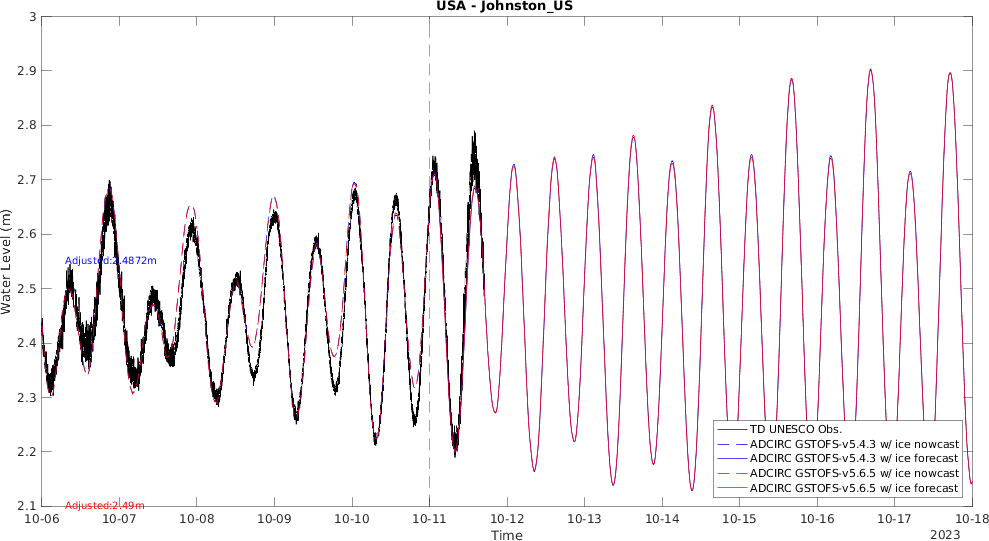 USA - Johnston_US
3
2.9
2.8
2.7
2.6
2.5
2.4
2.3
2.2
2.1
Water Level (m)
Adjusted:2.4872m
Adjusted:2.49m
TD UNESCO Obs.
ADCIRC GSTOFS-v5.4.3 w/ ice nowcast
ADCIRC GSTOFS-v5.4.3 w/ ice forecast
ADCIRC GSTOFS-v5.6.5 w/ ice nowcast
ADCIRC GSTOFS-v5.6.5 w/ ice forecast
10-06 10-07 10-08 10-09 10-10 10-11 10-12 10-13 10-14 10-15 10-16 10-17 10-18
Time
2023